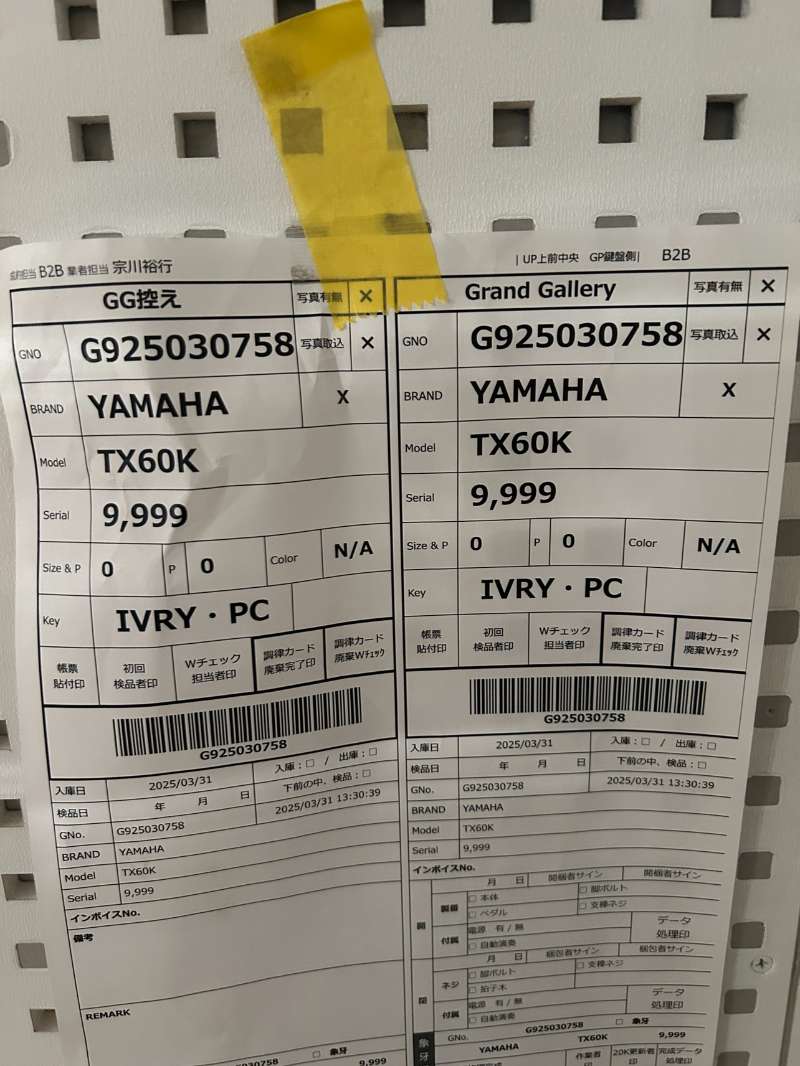 B2B 業者担当 宗川裕行
GG控え 写真有無 ×
GNO G925030758 写真取込 ×
BRAND YAMAHA X
Model TX60K
Serial 9,999
Size & P 0 P 0 Color N/A
Key IVRY・PC
帳票貼付印 初回検品者印 Wチェック担当者印 調律カード廃棄完了印 調律カード廃棄Wチェック
G925030758
入庫日 2025/03/31 入庫：□ / 出庫：□
検品日 年 月 日 下前の中、検品：□
GNo. G925030758 2025/03/31 13:30:39
BRAND YAMAHA
Model TX60K
Serial 9,999
インボイスNo.
備考
REMARK
□ 象牙
9,999
| UP上前中央 GP鍵盤側| B2B
Grand Gallery 写真有無 ×
GNO G925030758 写真取込 ×
BRAND YAMAHA X
Model TX60K
Serial 9,999
Size & P 0 P 0 Color N/A
Key IVRY・PC
帳票貼付印 初回検品者印 Wチェック担当者印 調律カード廃棄完了印 調律カード廃棄Wチェック
G925030758
入庫日 2025/03/31 入庫：□ / 出庫：□
検品日 年 月 日 下前の中、検品：□
GNo. G925030758 2025/03/31 13:30:39
BRAND YAMAHA
Model TX60K
Serial 9,999
インボイスNo.
月 日 開梱者サイン 開梱者サイン
開 □ 本体 □ 脚ボルト
□ ペダル □ 支棒ネジ
付属 電源 有 / 無 データ
□ 自動演奏 処理印
月 日 梱包者サイン 梱包者サイン
ネジ □ 脚ボルト □ 支棒ネジ
□ 拍子木
付属 電源 有 / 無 データ
□ 自動演奏 処理印
象牙 GNo. G925030758 □ 象牙
YAMAHA TX60K 9,999
作業者印 20K更新者印 完成データ処理印